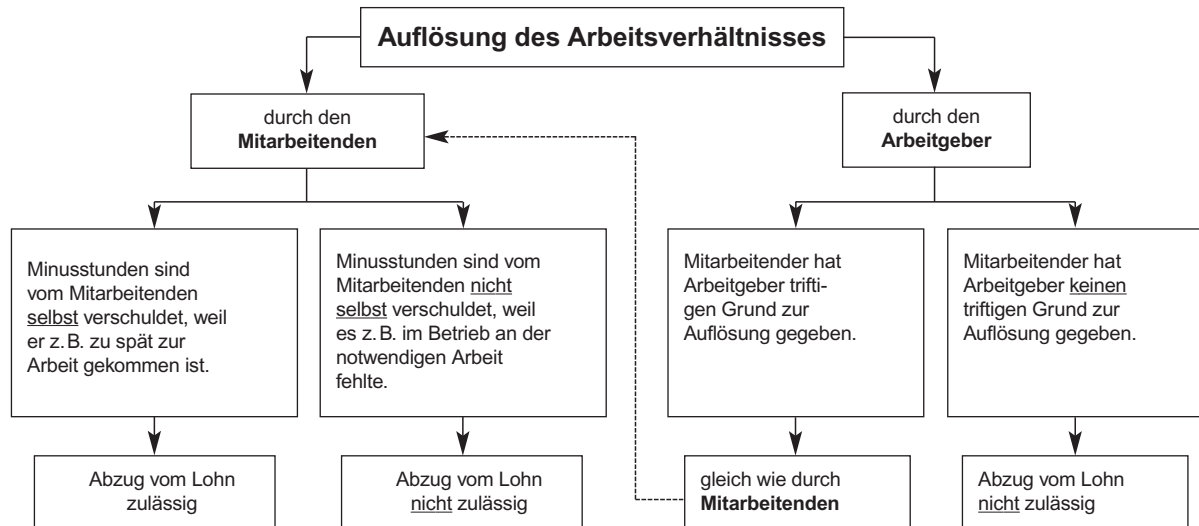 Auflösung des Arbeitsverhältnisses
durch den
Mitarbeitenden
durch den
Arbeitgeber
Minusstunden sind
vom Mitarbeitenden
selbst verschuldet, weil
er z. B. zu spät zur
Arbeit gekommen ist.
Minusstunden sind vom
Mitarbeitenden nicht
selbst verschuldet, weil
es z. B. im Betrieb an der
notwendigen Arbeit
fehlte.
Mitarbeitender hat
Arbeitgeber trifti-
gen Grund zur
Auflösung gegeben.
Mitarbeitender hat
Arbeitgeber keinen
triftigen Grund zur
Auflösung gegeben.
Abzug vom Lohn
zulässig
Abzug vom Lohn
nicht zulässig
gleich wie durch
Mitarbeitenden
Abzug vom Lohn
nicht zulässig